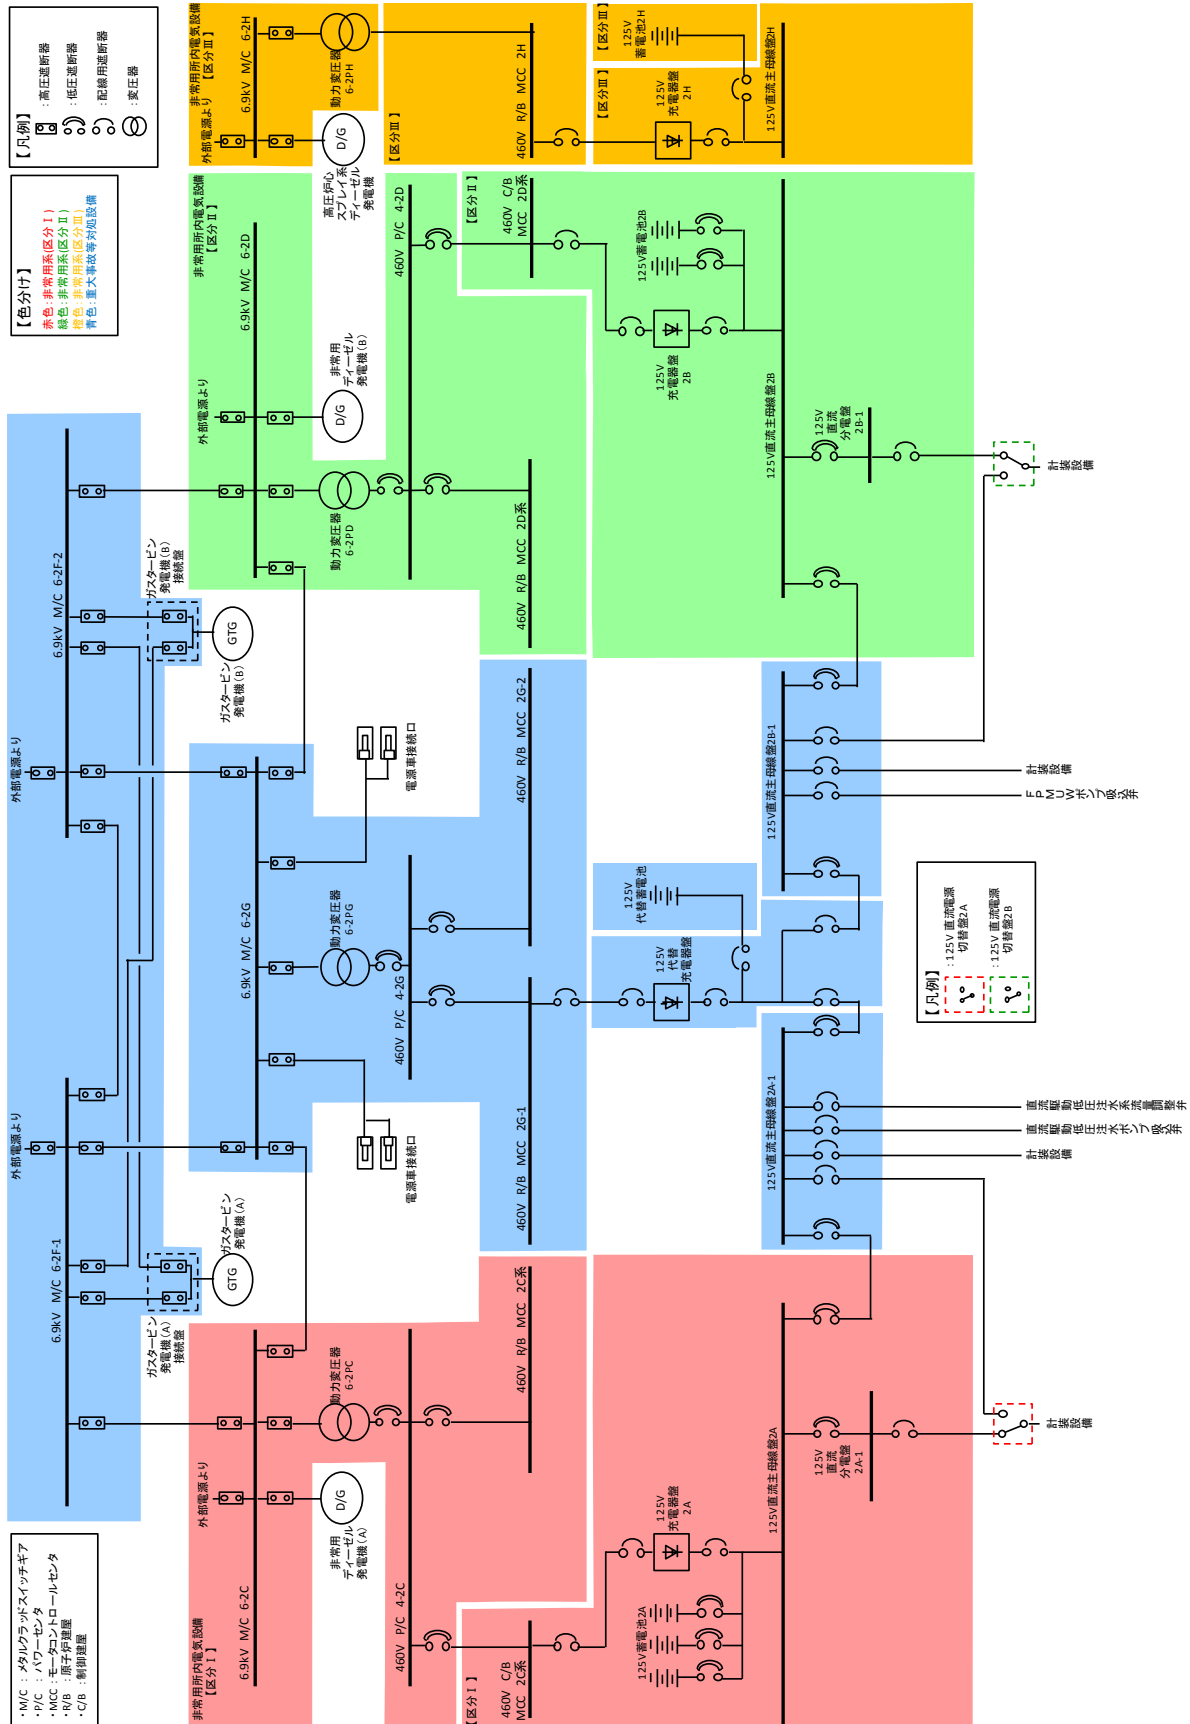 ・M/C ：メタルクラッドスイッチギア
・P/C ：パワーセンタ
・MCC：モータコントロールセンタ
・R/B ：原子炉建屋
・C/B ：制御建屋
【色分け】
赤色：非常用系(区分Ⅰ)
緑色：非常用系(区分Ⅱ)
橙色：非常用系(区分Ⅲ)
青色：重大事故等対処設備
【凡例】
：高圧遮断器
：低圧遮断器
：配線用遮断器
：変圧器
外部電源より
6.9kV M/C 6-2F-1
外部電源より
6.9kV M/C 6-2F-2
ガスタービン
発電機(A)
接続盤
GTG
ガスタービン
発電機(A)
ガスタービン
発電機(B)
接続盤
GTG
ガスタービン
発電機(B)
非常用所内電気設備
【区分Ⅰ】
外部電源より
6.9kV M/C 6-2C
D/G
非常用
ディーゼル
発電機(A)
動力変圧器
6-2PC
460V P/C 4-2C
460V R/B MCC 2C系
【区分Ⅰ】
460V C/B
MCC 2C系
125V蓄電池2A
125V
充電器盤
2A
125V直流主母線盤2A
125V
直流
分電盤
2A-1
計装設備
6.9kV M/C 6-2G
電源車接続口
電源車接続口
動力変圧器
6-2PG
460V P/C 4-2G
460V R/B MCC 2G-1
460V R/B MCC 2G-2
125V
代替
充電器盤
125V
代替蓄電池
125V直流主母線盤2A-1
計装設備
直流駆動低圧注水ポンプ吸込弁
直流駆動低圧注水系流量調整弁
125V直流主母線盤2B-1
FPMUWポンプ吸込弁
計装設備
【凡例】
：125V直流電源
切替盤2A
：125V直流電源
切替盤2B
非常用所内電気設備
【区分Ⅱ】
外部電源より
6.9kV M/C 6-2D
D/G
非常用
ディーゼル
発電機(B)
動力変圧器
6-2PD
460V P/C 4-2D
460V R/B MCC 2D系
【区分Ⅱ】
460V C/B
MCC 2D系
125V蓄電池2B
125V
充電器盤
2B
125V直流主母線盤2B
125V
直流
分電盤
2B-1
計装設備
非常用所内電気設備
【区分Ⅲ】
外部電源より
6.9kV M/C 6-2H
D/G
高圧炉心
スプレイ系
ディーゼル
発電機
動力変圧器
6-2PH
【区分Ⅲ】
460V R/B MCC 2H
【区分Ⅲ】
125V
充電器盤
2H
【区分Ⅲ】
125V
蓄電池2H
125V直流主母線盤2H